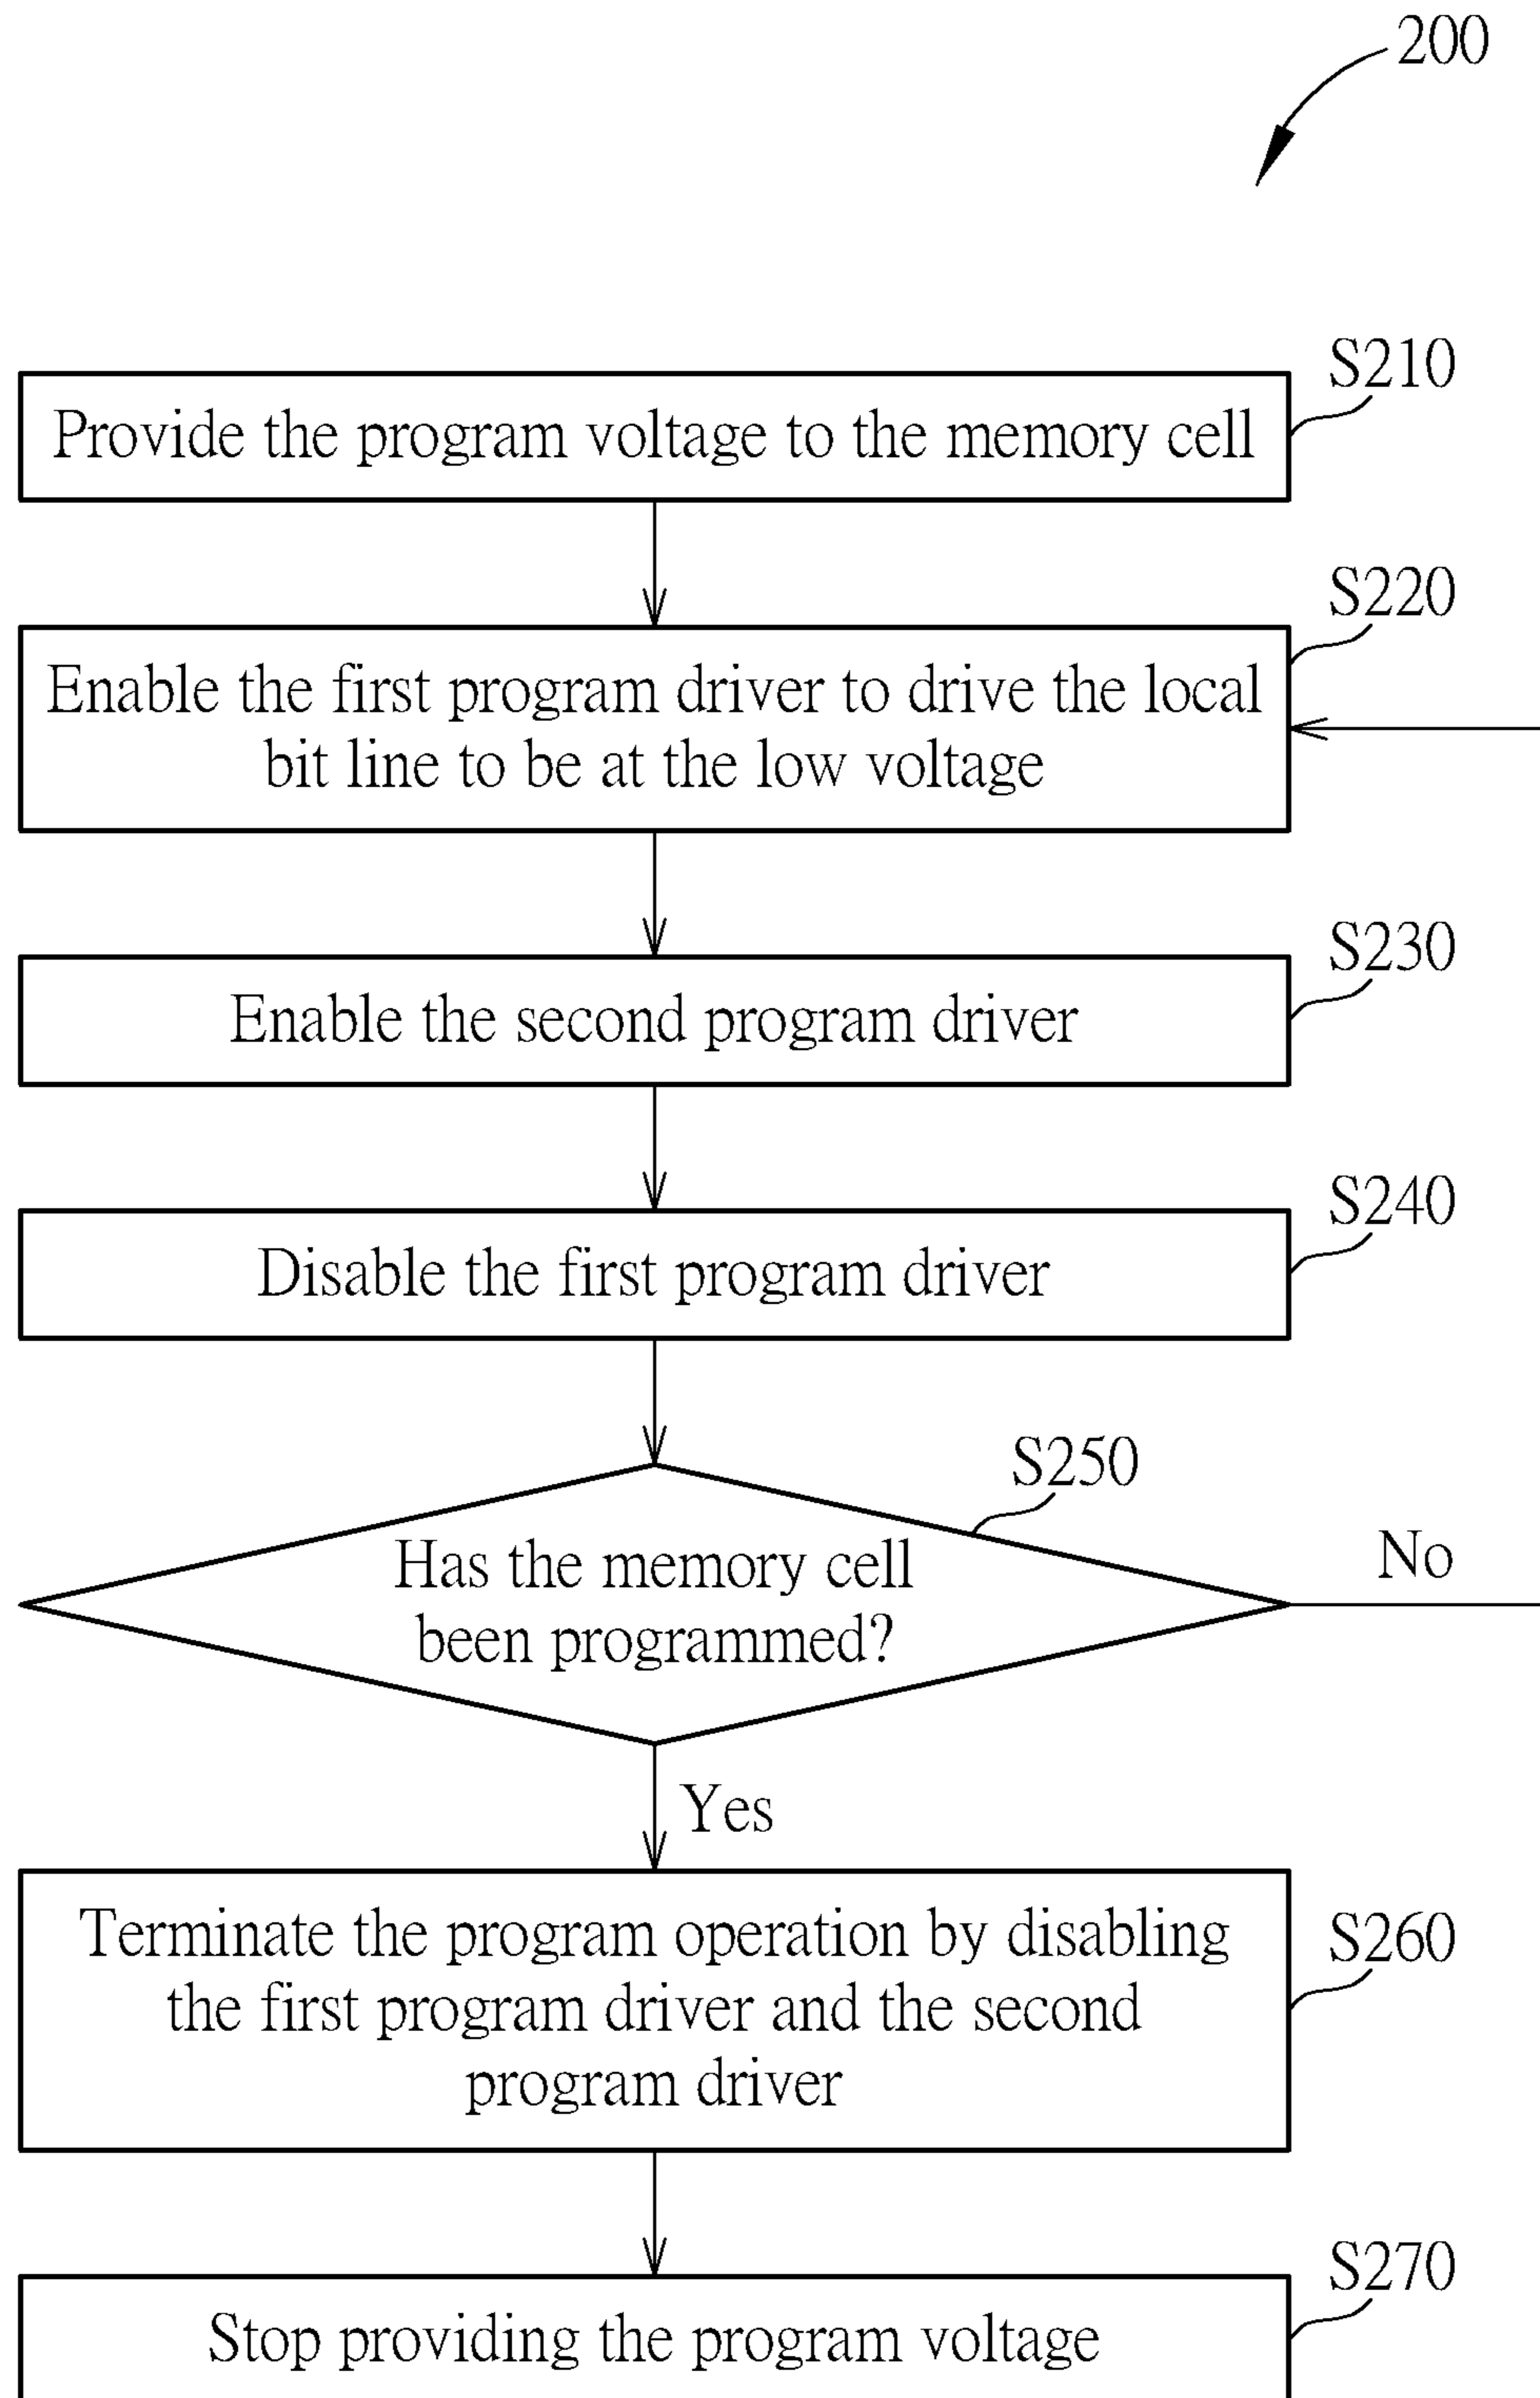 200
S210
Provide the program voltage to the memory cell
S220
Enable the first program driver to drive the local
bit line to be at the low voltage
S230
Enable the second program driver
S240
Disable the first program driver
S250
Has the memory cell
been programmed?
No
Yes
Terminate the program operation by disabling
the first program driver and the second
program driver
S260
S270
Stop providing the program voltage